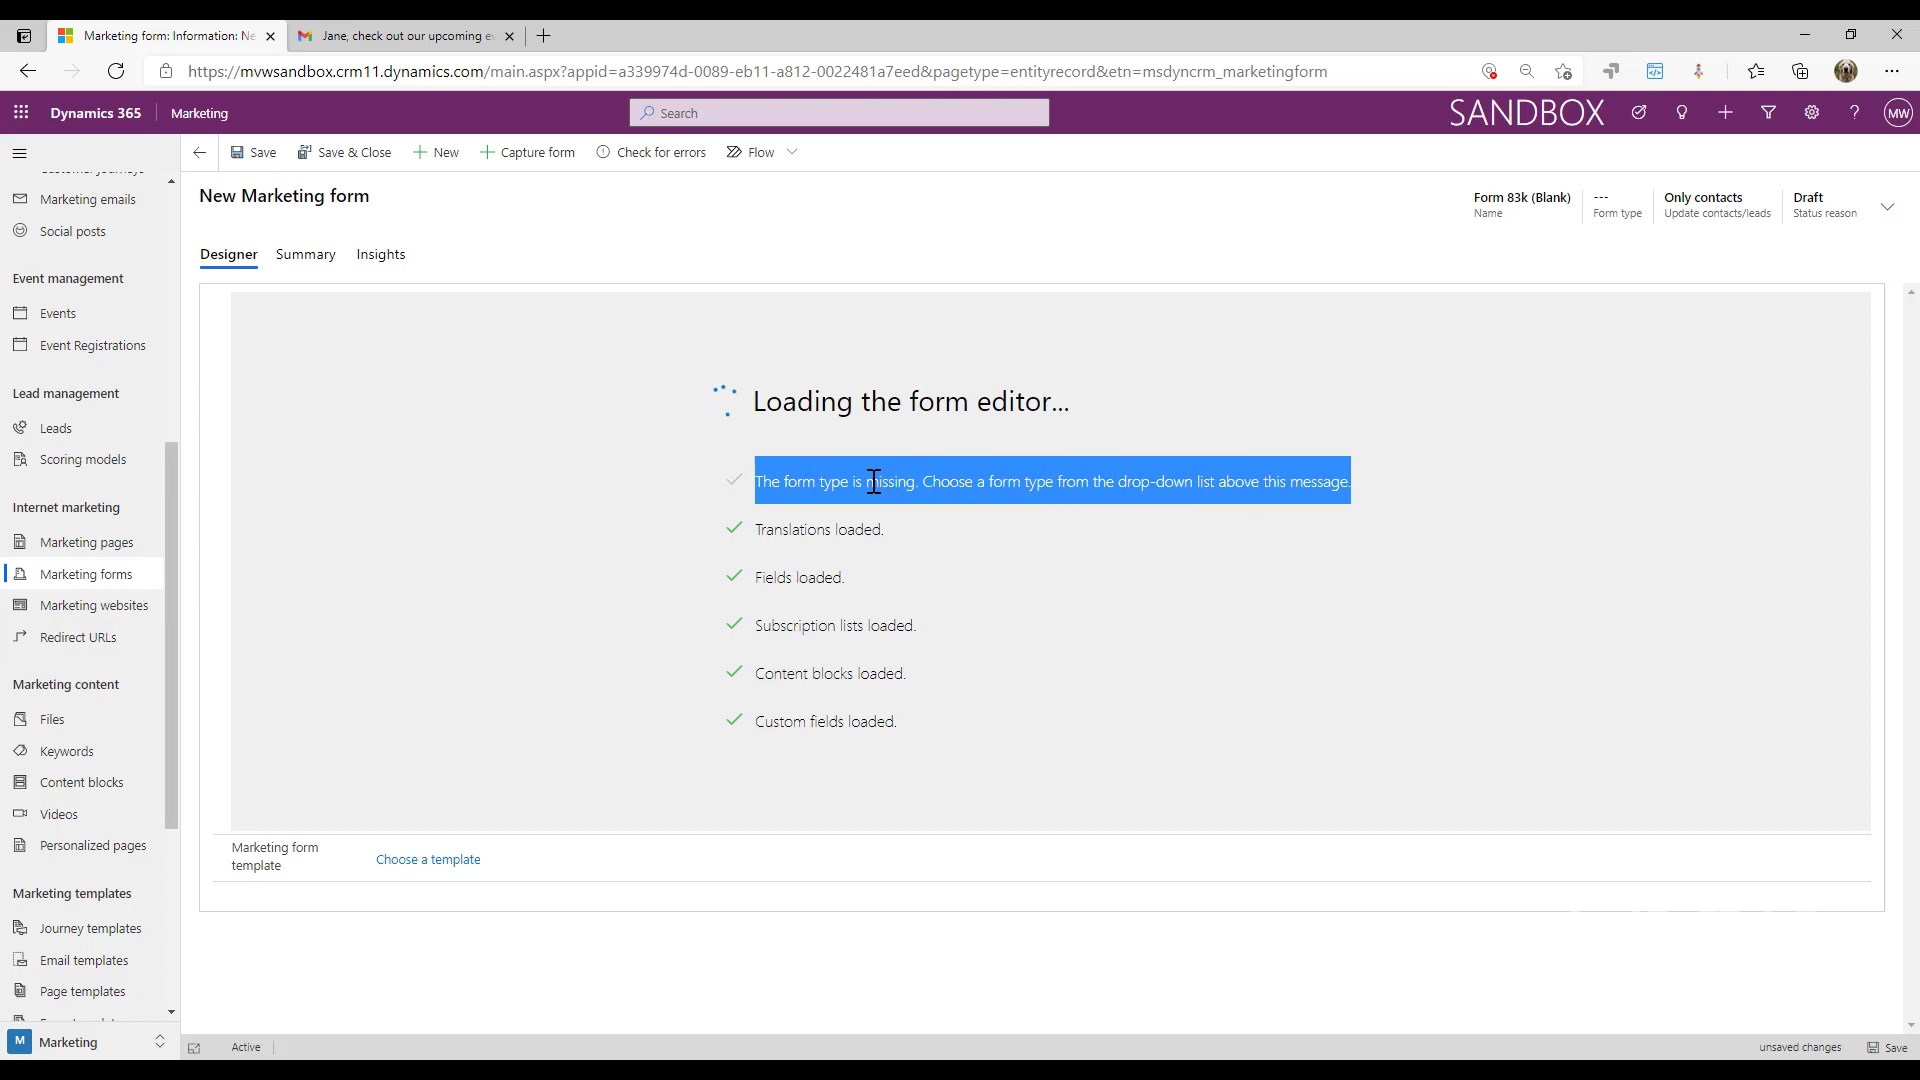 Marketing form: Information: Ne
Jane, check out our upcoming e
https://mvwsandbox.crm11.dynamics.com/main.aspx?appid=a339974d-0089-eb11-a812-0022481a7eed&pagetype=entityrecord&etn=msdyncrm_marketingform
Dynamics 365
Marketing
Search
SANDBOX
MW
Save
Save & Close
New
Capture form
Check for errors
Flow
New Marketing form
Form 83k (Blank)
Name
---
Form type
Only contacts
Update contacts/leads
Draft
Status reason
Designer
Summary
Insights
Marketing emails
Social posts
Event management
Events
Event Registrations
Lead management
Leads
Scoring models
Internet marketing
Marketing pages
Marketing forms
Marketing websites
Redirect URLs
Marketing content
Files
Keywords
Content blocks
Videos
Personalized pages
Marketing templates
Journey templates
Email templates
Page templates
M
Marketing
Loading the form editor...
The form type is missing. Choose a form type from the drop-down list above this message.
Translations loaded.
Fields loaded.
Subscription lists loaded.
Content blocks loaded.
Custom fields loaded.
Marketing form
template
Choose a template
Active
unsaved changes
Save